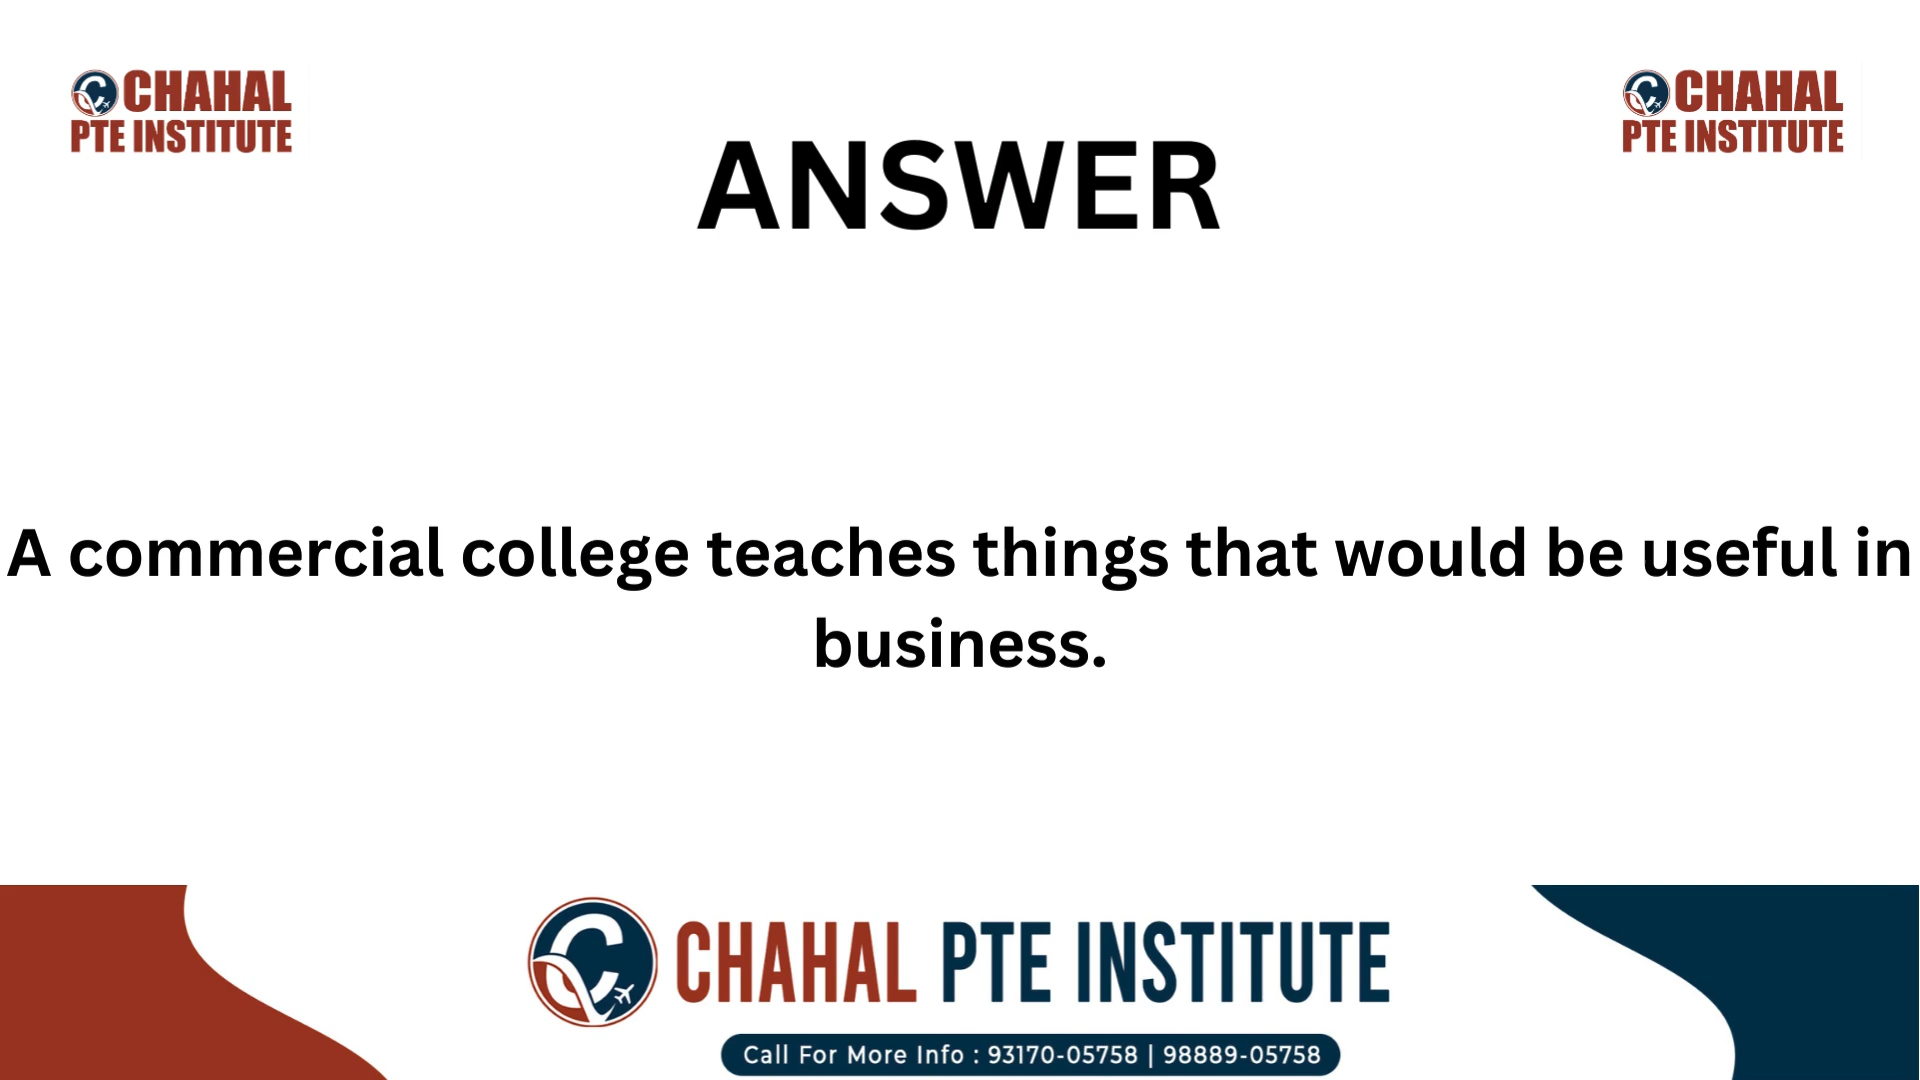 CHAHAL
PTE INSTITUTE
CHAHAL
PTE INSTITUTE
ANSWER
A commercial college teaches things that would be useful in
business.
CHAHAL PTE INSTITUTE
Call For More Info : 93170-05758 | 98889-05758